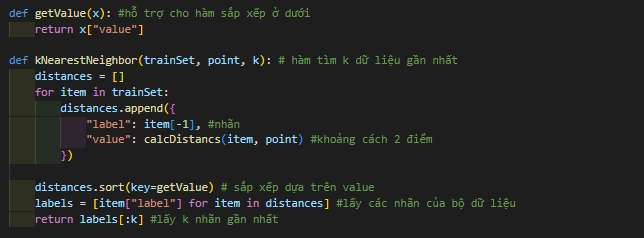 def getValue(x): #hỗ trợ cho hàm sắp xếp ở dưới
    return x["value"]

def kNearestNeighbor(trainSet, point, k): # hàm tìm k dữ liệu gần nhất
    distances = []
    for item in trainSet:
        distances.append({
            "label": item[-1], #nhãn
            "value": calcDistancs(item, point) #khoảng cách 2 điểm
        })

    distances.sort(key=getValue) # sắp xếp dựa trên value
    labels = [item["label"] for item in distances] #lấy các nhãn của bộ dữ liệu
    return labels[:k] #lấy k nhãn gần nhất